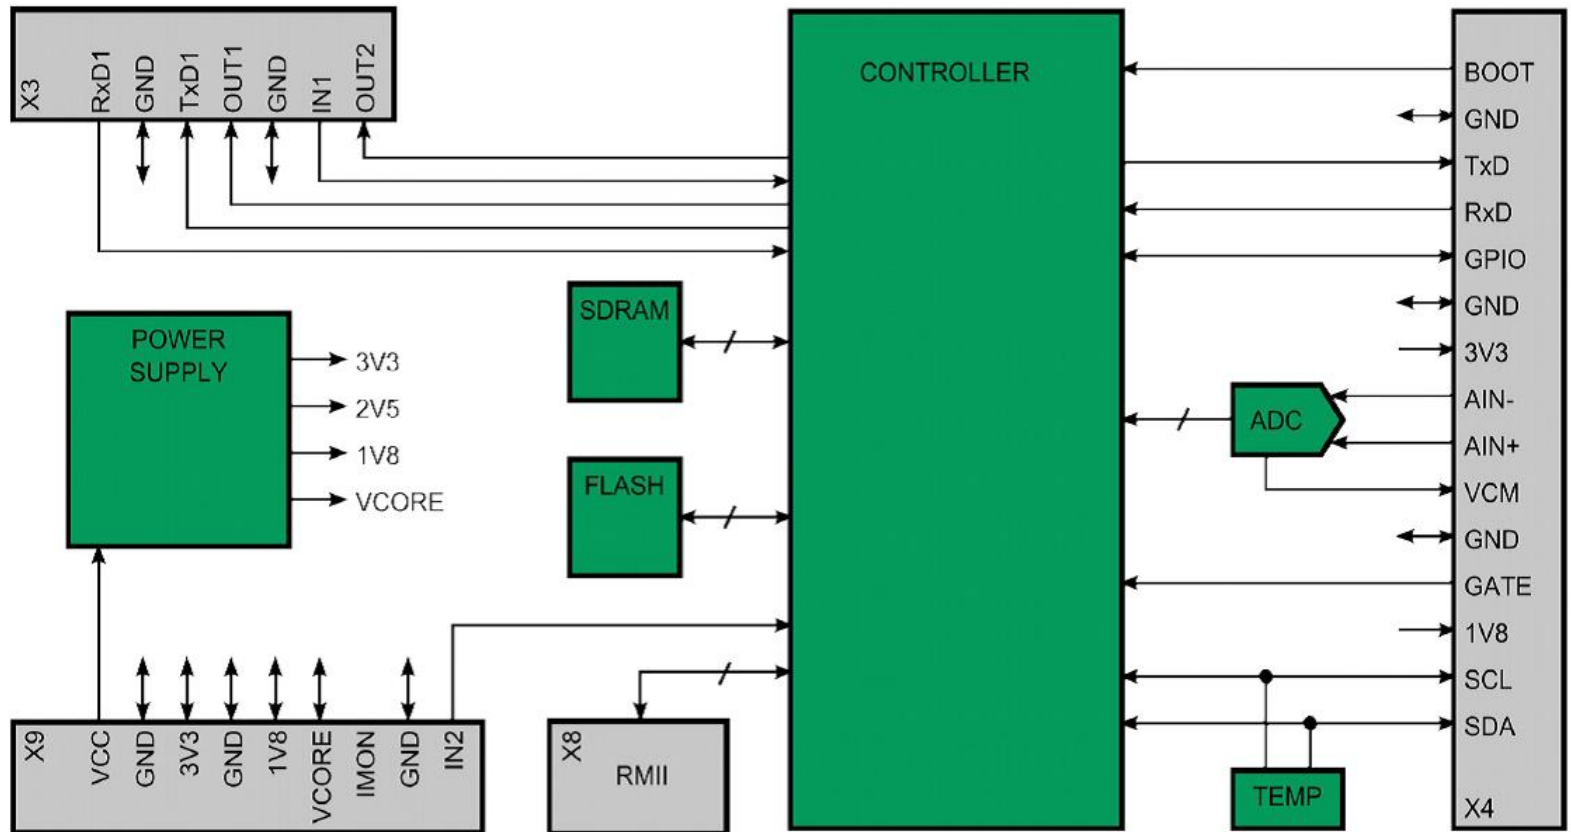 X3
RxD1
GND
TxD1
OUT1
GND
IN1
OUT2
CONTROLLER
BOOT
GND
TxD
RxD
GPIO
GND
3V3
AIN-
AIN+
VCM
GND
GATE
1V8
SCL
SDA
X4
SDRAM
FLASH
ADC
TEMP
POWER
SUPPLY
3V3
2V5
1V8
VCORE
X9
VCC
GND
3V3
GND
1V8
VCORE
IMON
GND
IN2
X8
RMII